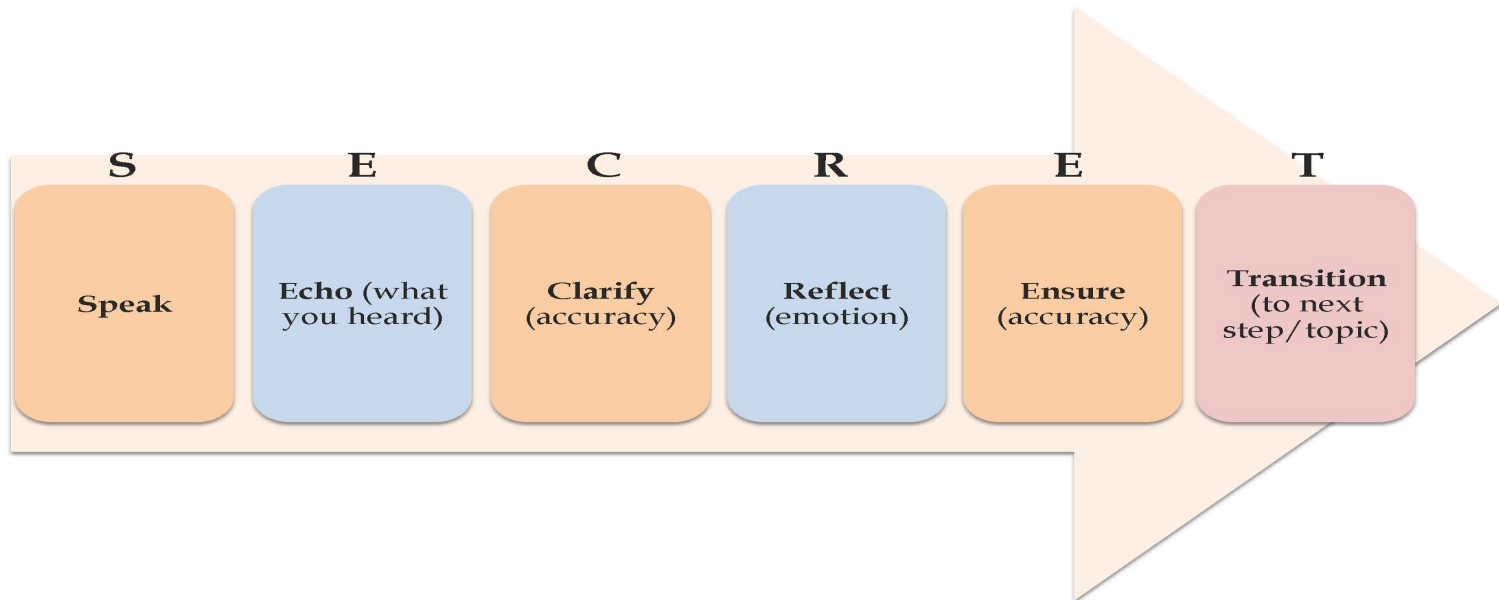 S E C R E T
Speak
Echo (what
you heard)
Clarify
(accuracy)
Reflect
(emotion)
Ensure
(accuracy)
Transition
(to next
step/topic)